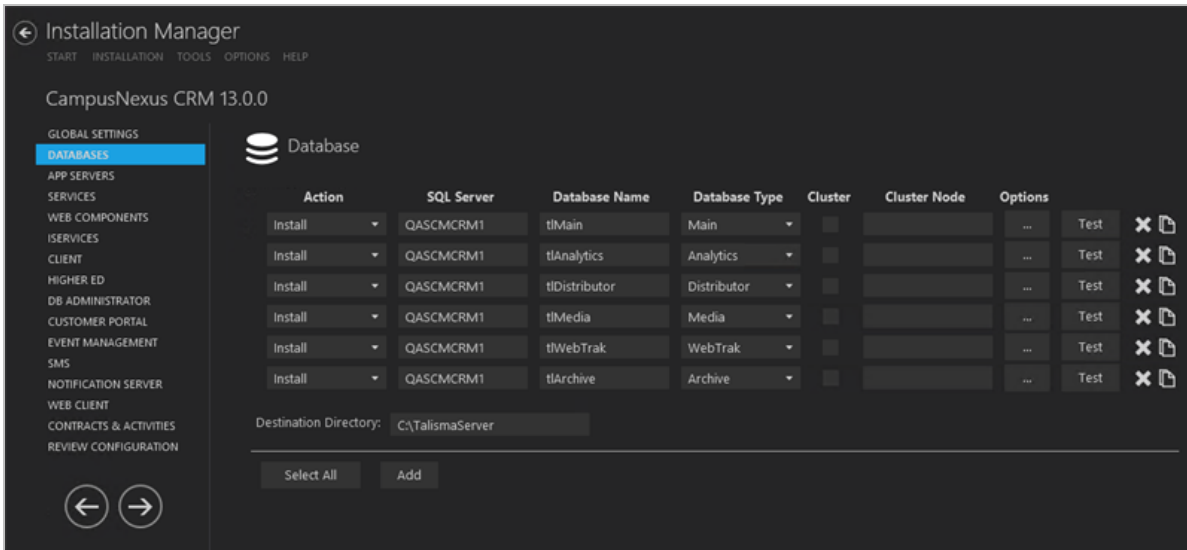 Installation Manager
START INSTALLATION TOOLS OPTIONS HELP
CampusNexus CRM 13.0.0
GLOBAL SETTINGS
DATABASES
APP SERVERS
SERVICES
WEB COMPONENTS
ISERVICES
CLIENT
HIGHER ED
DB ADMINISTRATOR
CUSTOMER PORTAL
EVENT MANAGEMENT
SMS
NOTIFICATION SERVER
WEB CLIENT
CONTRACTS & ACTIVITIES
REVIEW CONFIGURATION
Database
Action SQL Server Database Name Database Type Cluster Cluster Node Options
Install QASCMCRM1 tlMain Main ... Test
Install QASCMCRM1 tlAnalytics Analytics ... Test
Install QASCMCRM1 tlDistributor Distributor ... Test
Install QASCMCRM1 tlMedia Media ... Test
Install QASCMCRM1 tlWebTrak WebTrak ... Test
Install QASCMCRM1 tlArchive Archive ... Test
Destination Directory: C:\TalismaServer
Select All Add